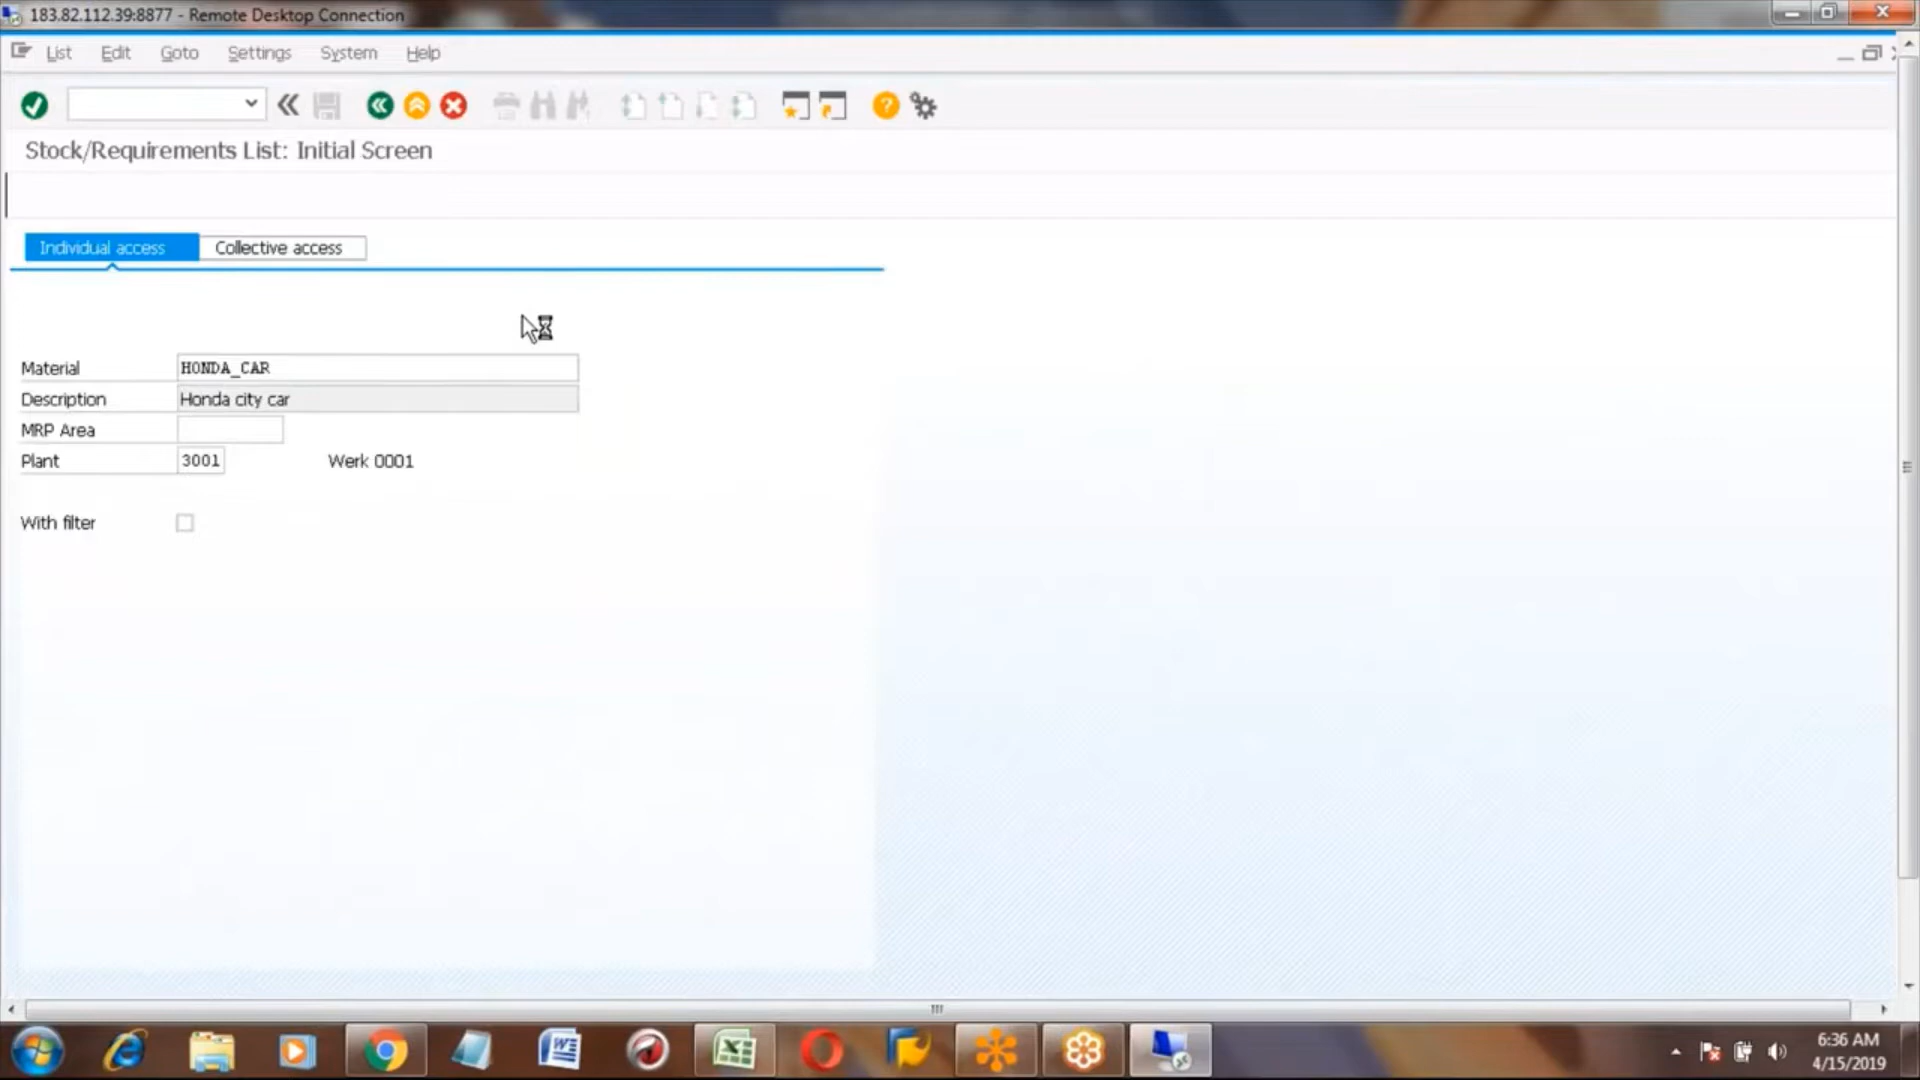 183.82.112.39:8877 - Remote Desktop Connection
List Edit Goto Settings System Help
Stock/Requirements List: Initial Screen
Individual access Collective access
Material HONDA_CAR
Description Honda city car
MRP Area
Plant 3001 Werk 0001
With filter
6:36 AM
4/15/2019